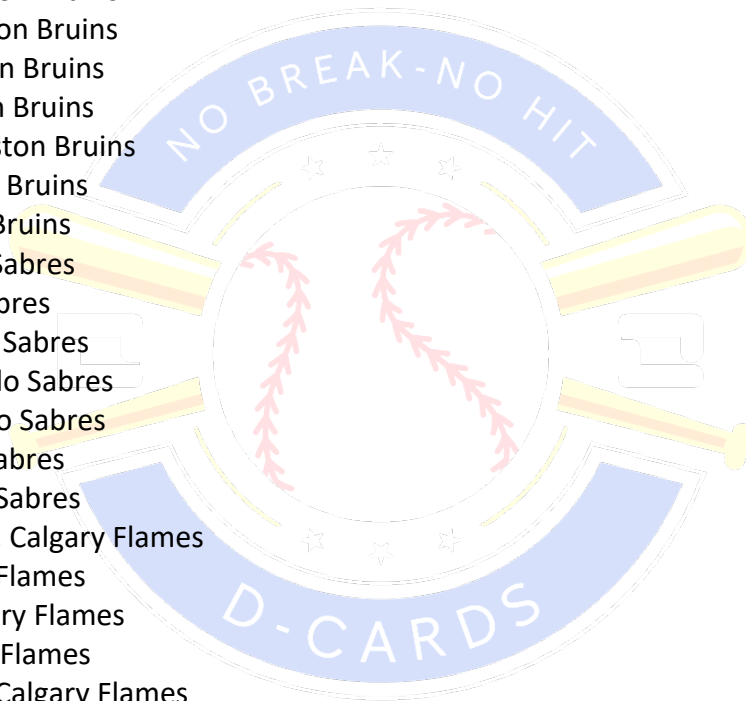 on Bruins
n Bruins
n Bruins
ston Bruins
Bruins
Bruins
Sabres
bres
Sabres
lo Sabres
o Sabres
abres
Sabres
Calgary Flames
Flames
ry Flames
Flames
Calgary Flames
NO BREAK-NO HIT
D-CARDS